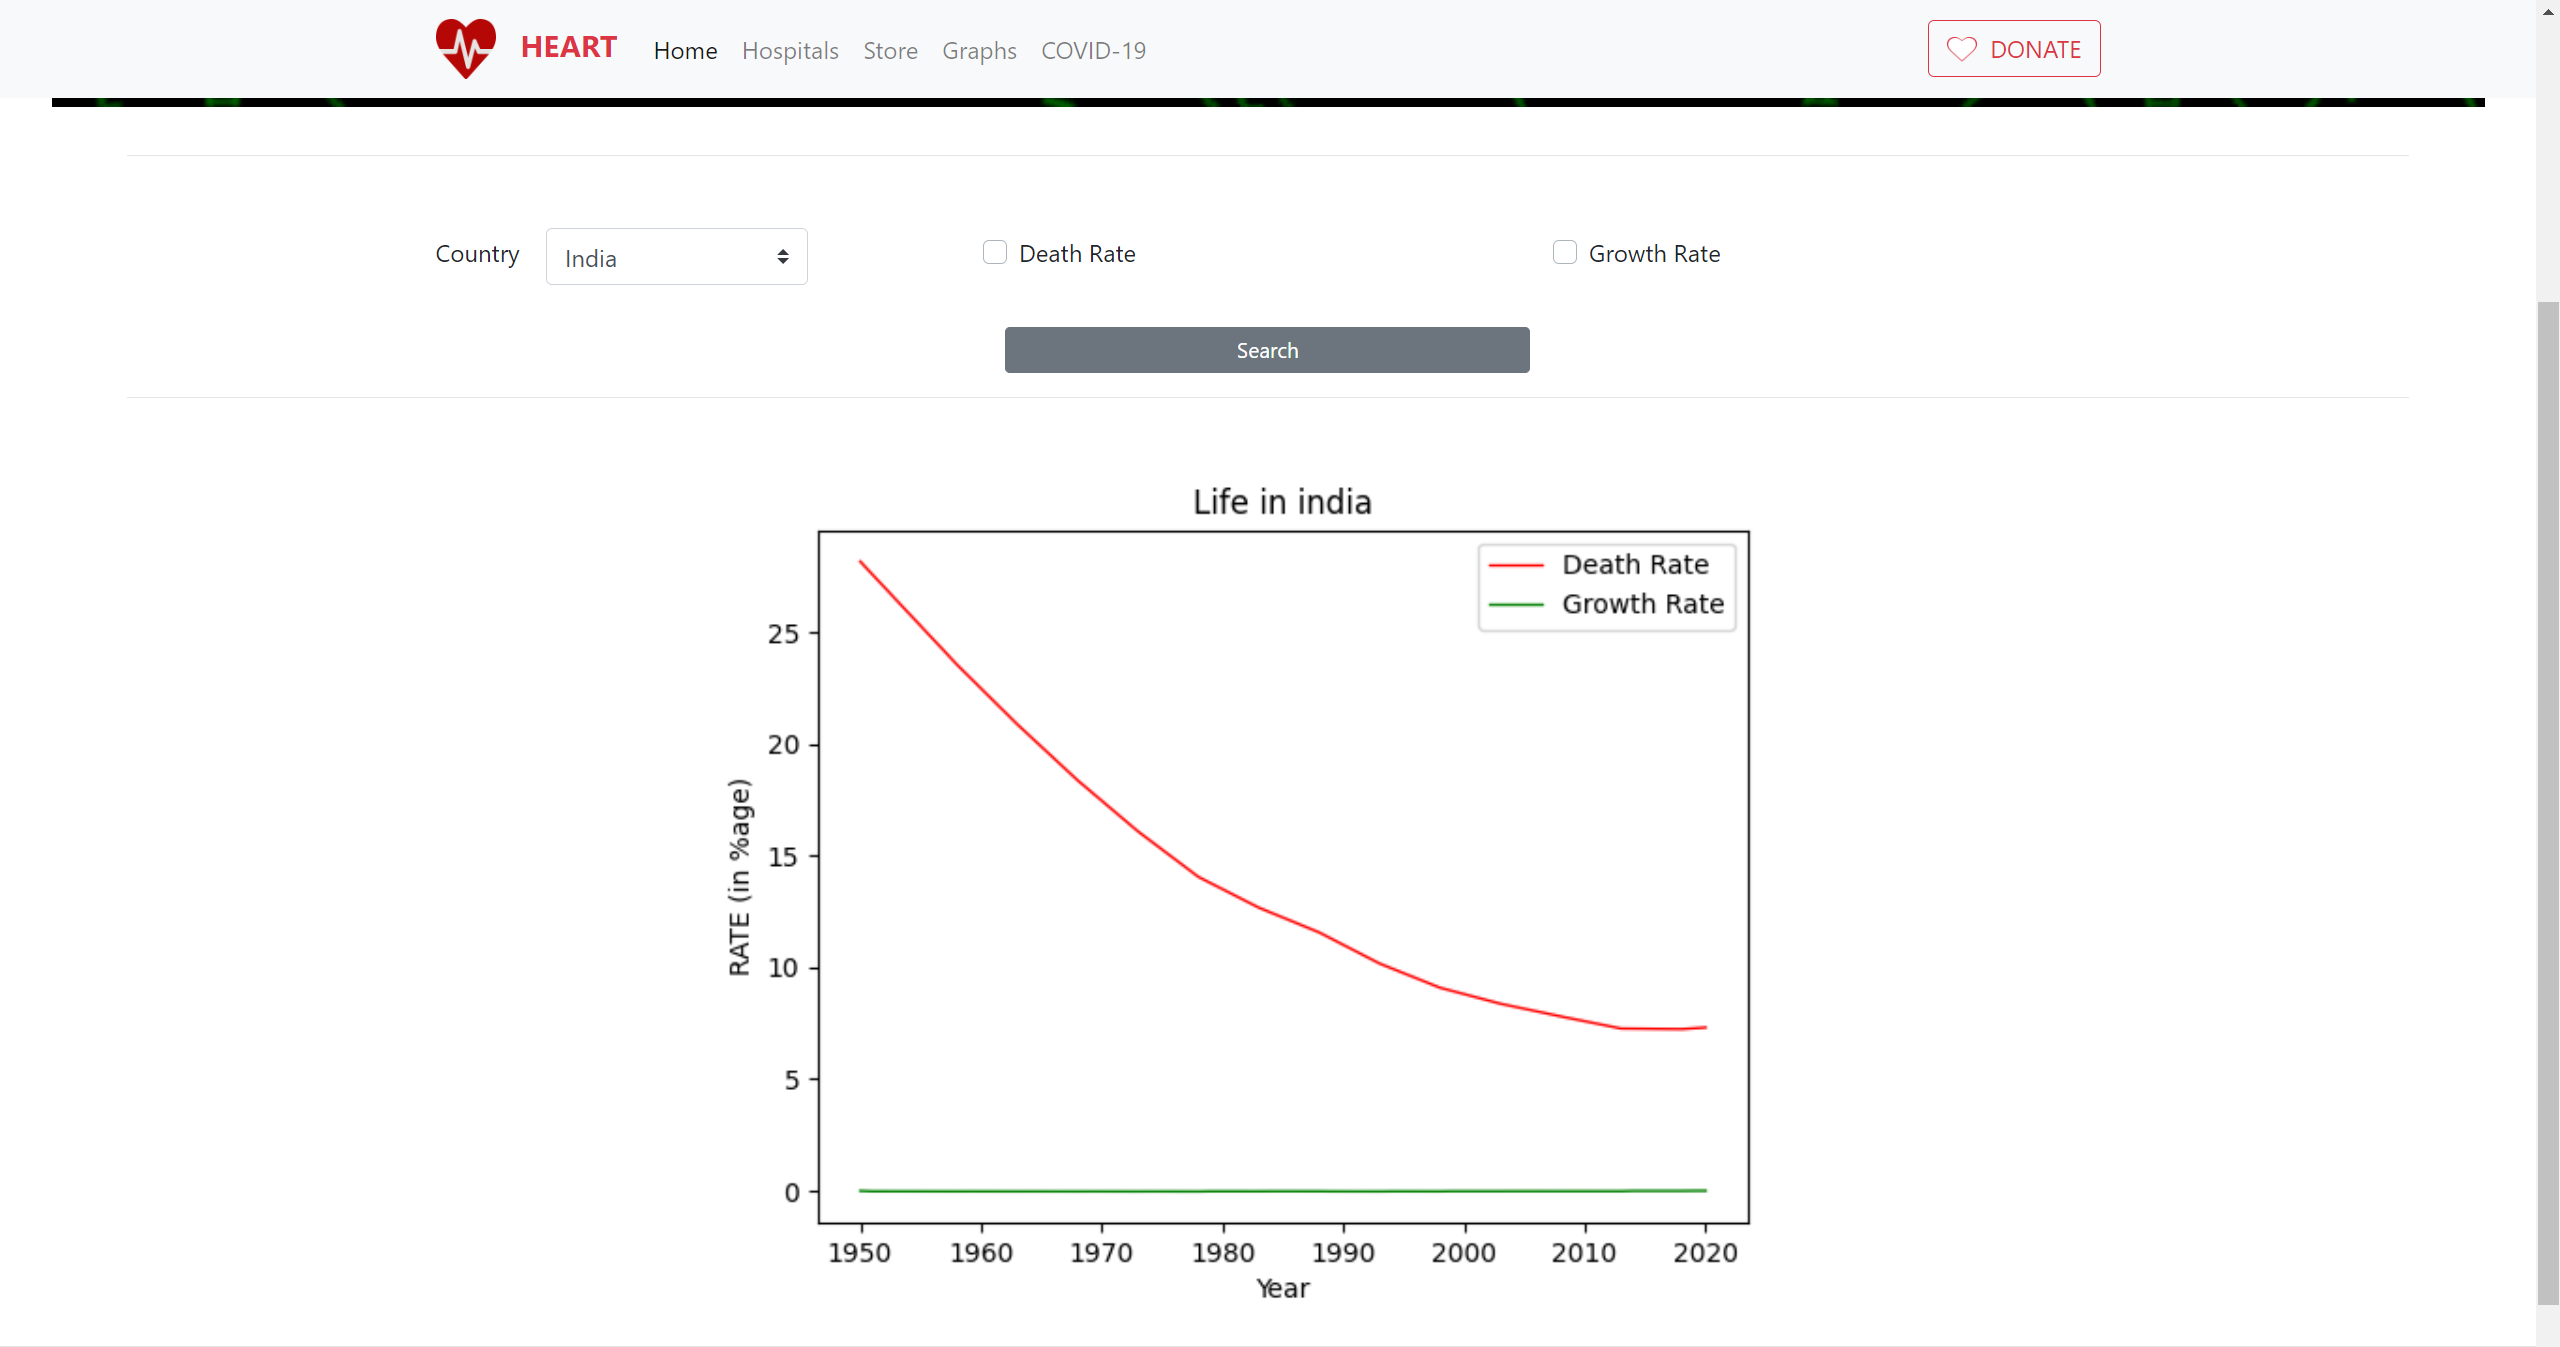 HEART Home Hospitals Store Graphs COVID-19 DONATE
Country India Death Rate Growth Rate
Search
Life in india
Death Rate
Growth Rate
25
20
15
10
5
0
RATE (in %age)
1950 1960 1970 1980 1990 2000 2010 2020
Year